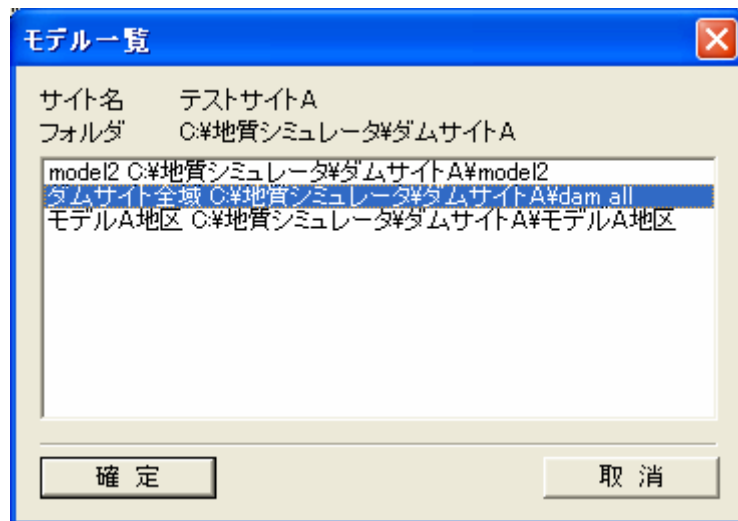 モデル一覧
サイト名 テストサイトA
フォルダ C:¥地質シミュレータ¥ダムサイトA
model2 C:¥地質シミュレータ¥ダムサイトA¥model2
ダムサイト全域 C:¥地質シミュレータ¥ダムサイトA¥dam all
モデルA地区 C:¥地質シミュレータ¥ダムサイトA¥モデルA地区
確 定 取 消